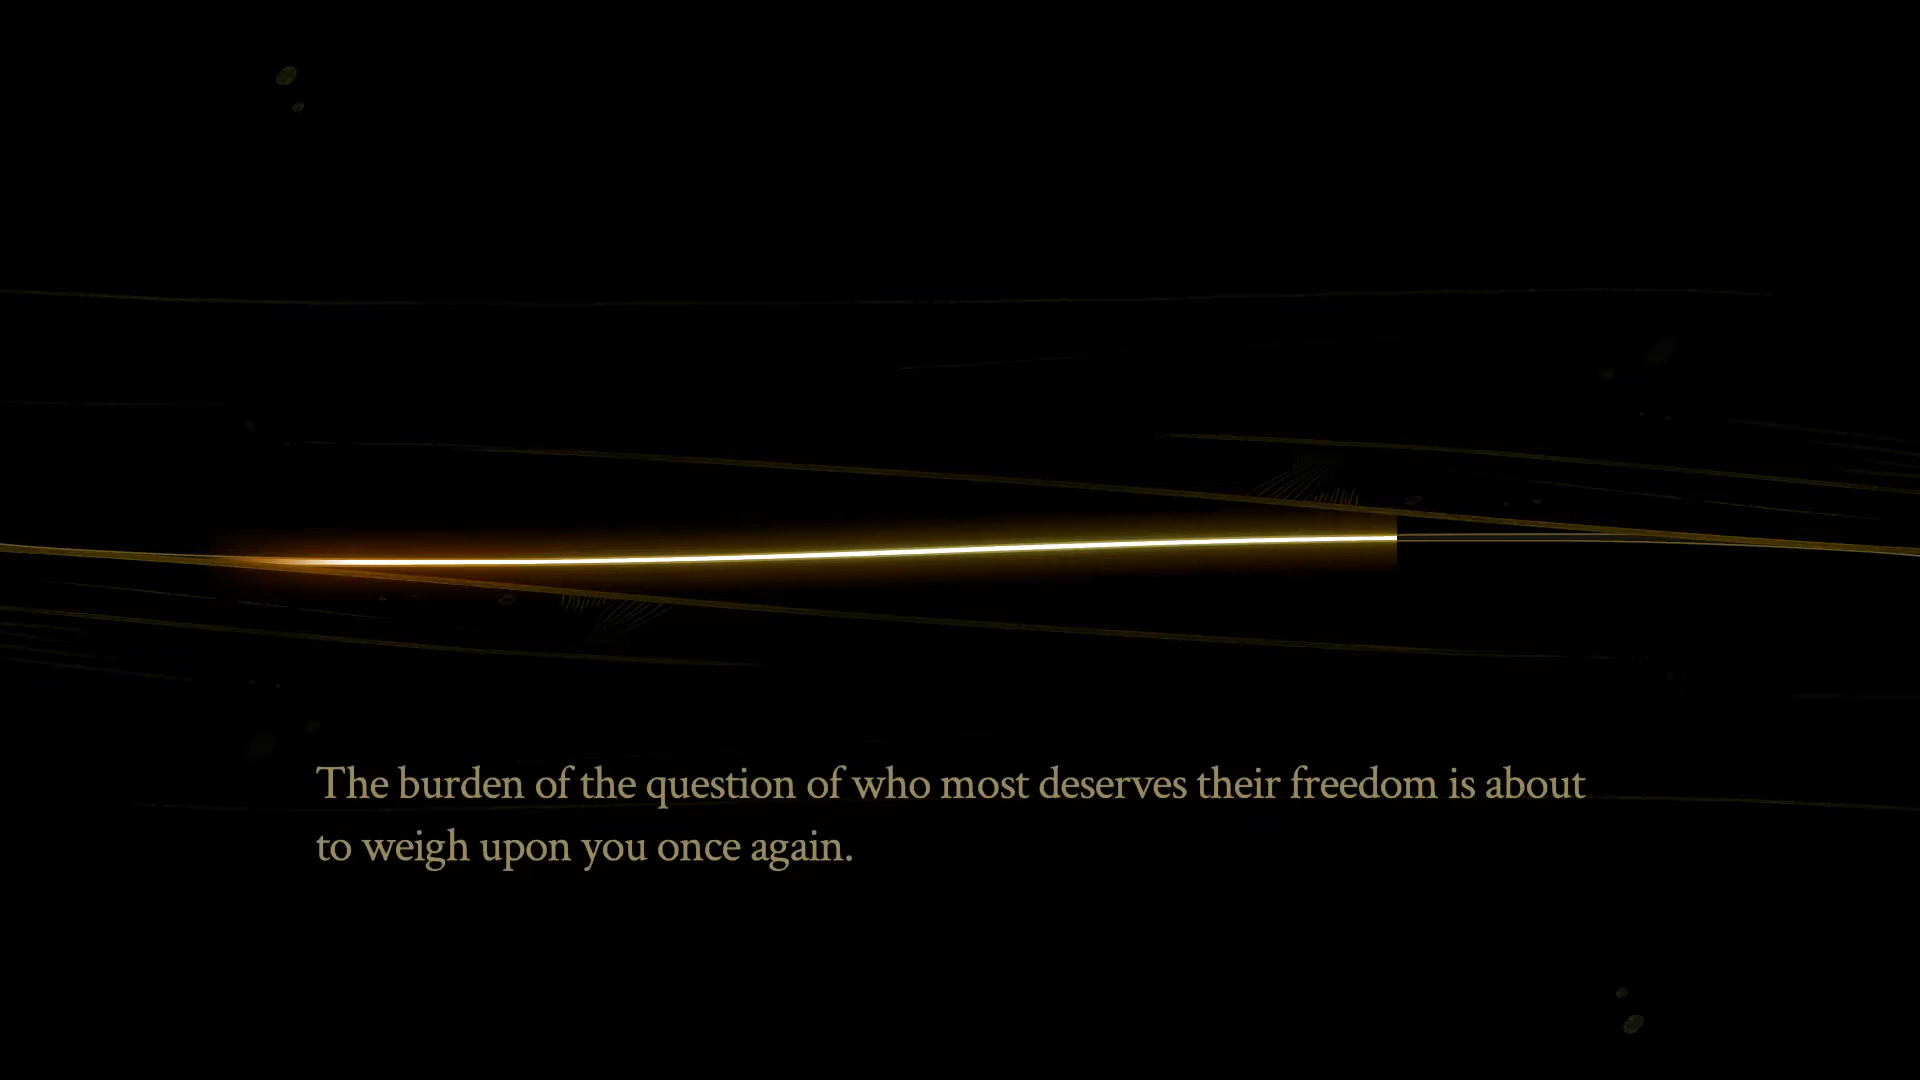 The burden of the question of who most deserves their freedom is about
to weigh upon you once again.